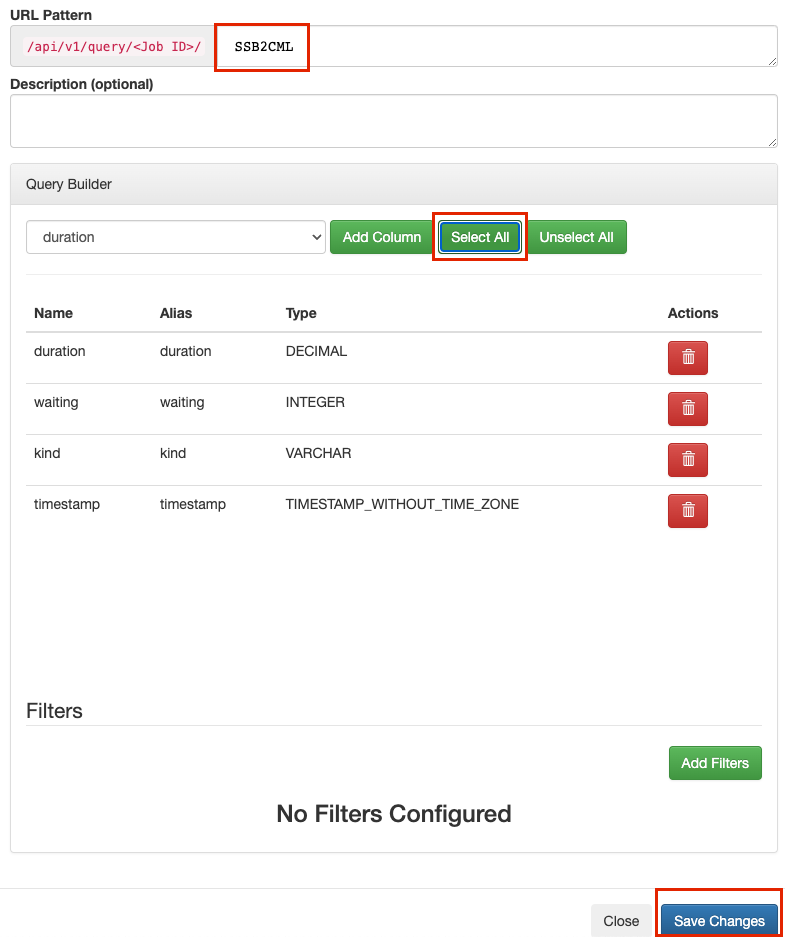 URL Pattern
/api/v1/query/<Job ID>/ SSB2CML
Description (optional)
Query Builder
duration Add Column Select All Unselect All
Name Alias Type Actions
duration duration DECIMAL
waiting waiting INTEGER
kind kind VARCHAR
timestamp timestamp TIMESTAMP_WITHOUT_TIME_ZONE
Filters
Add Filters
No Filters Configured
Close Save Changes